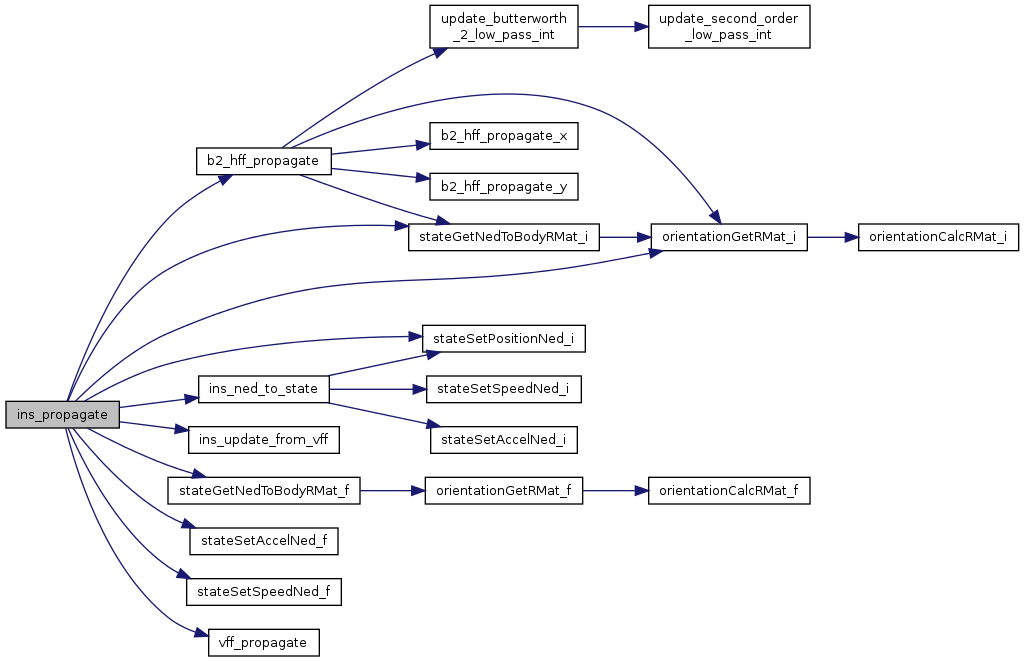 update_butterworth
_2_low_pass_int
update_second_order
_low_pass_int
b2_hff_propagate_x
b2_hff_propagate
b2_hff_propagate_y
stateGetNedToBodyRMat_i
orientationGetRMat_i
orientationCalcRMat_i
stateSetPositionNed_i
ins_ned_to_state
stateSetSpeedNed_i
ins_propagate
ins_update_from_vff
stateSetAccelNed_i
stateGetNedToBodyRMat_f
orientationGetRMat_f
orientationCalcRMat_f
stateSetAccelNed_f
stateSetSpeedNed_f
vff_propagate